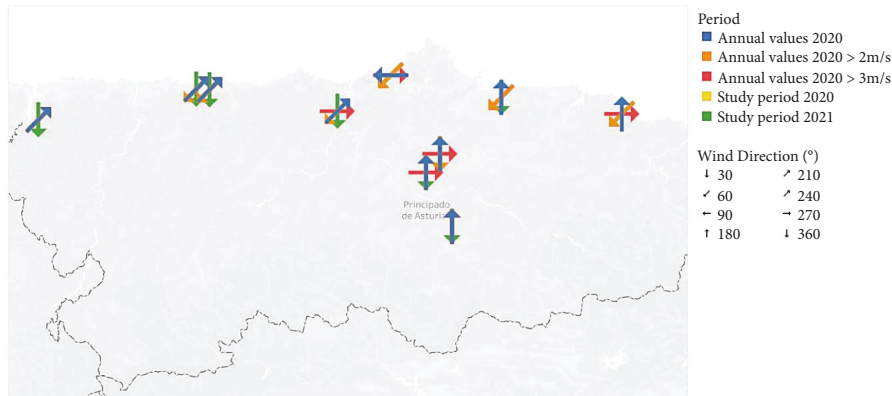 Period
Annual values 2020
Annual values 2020 > 2m/s
Annual values 2020 > 3m/s
Study period 2020
Study period 2021
Wind Direction (°)
↓ 30 ↗ 210
↙ 60 ↗ 240
← 90 → 270
↑ 180 ↓ 360
Principado
de Asturias